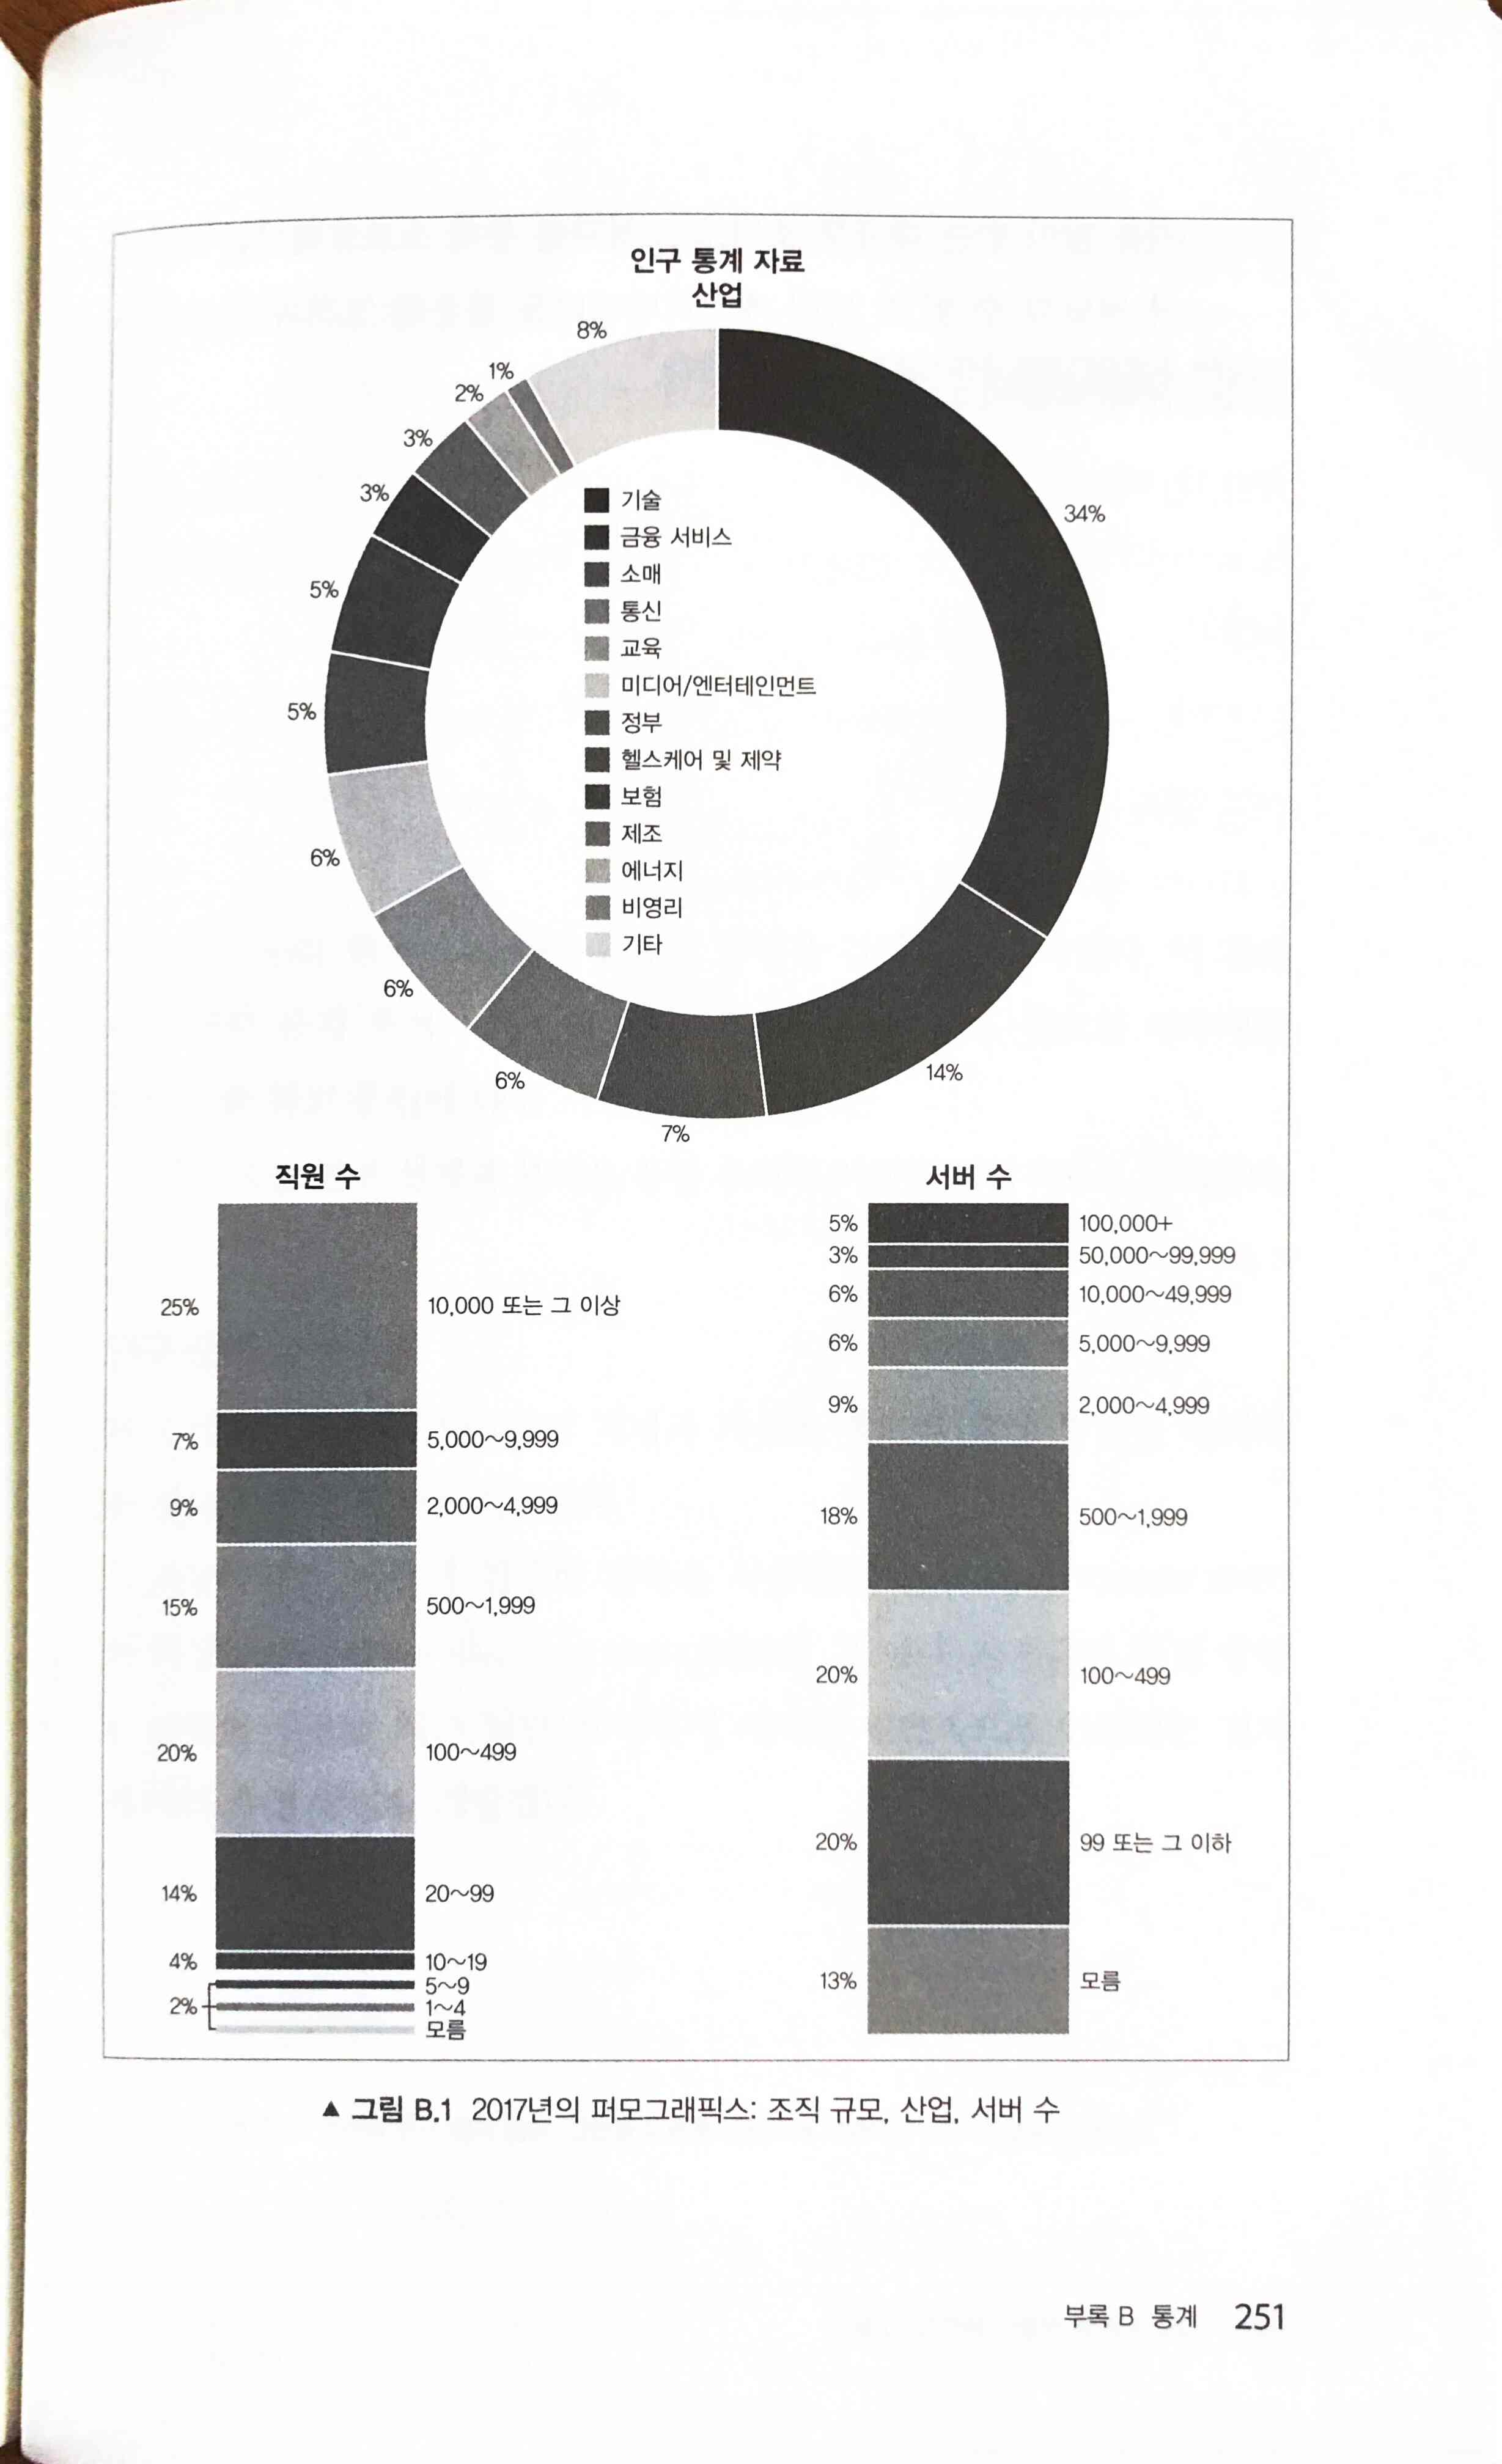 인구 통계 자료
산업
8%
1%
2%
3%
3%
5%
5%
6%
6%
6%
7%
14%
34%
기술
금융 서비스
소매
통신
교육
미디어/엔터테인먼트
정부
헬스케어 및 제약
보험
제조
에너지
비영리
기타
직원 수
25% 10,000 또는 그 이상
7% 5,000~9,999
9% 2,000~4,999
15% 500~1,999
20% 100~499
14% 20~99
4% 10~19
5~9
2% 1~4
모름
서버 수
5% 100,000+
3% 50,000~99,999
6% 10,000~49,999
6% 5,000~9,999
9% 2,000~4,999
18% 500~1,999
20% 100~499
20% 99 또는 그 이하
13% 모름
▲ 그림 B.1 2017년의 퍼모그래픽스: 조직 규모, 산업, 서버 수
부록 B 통계 251